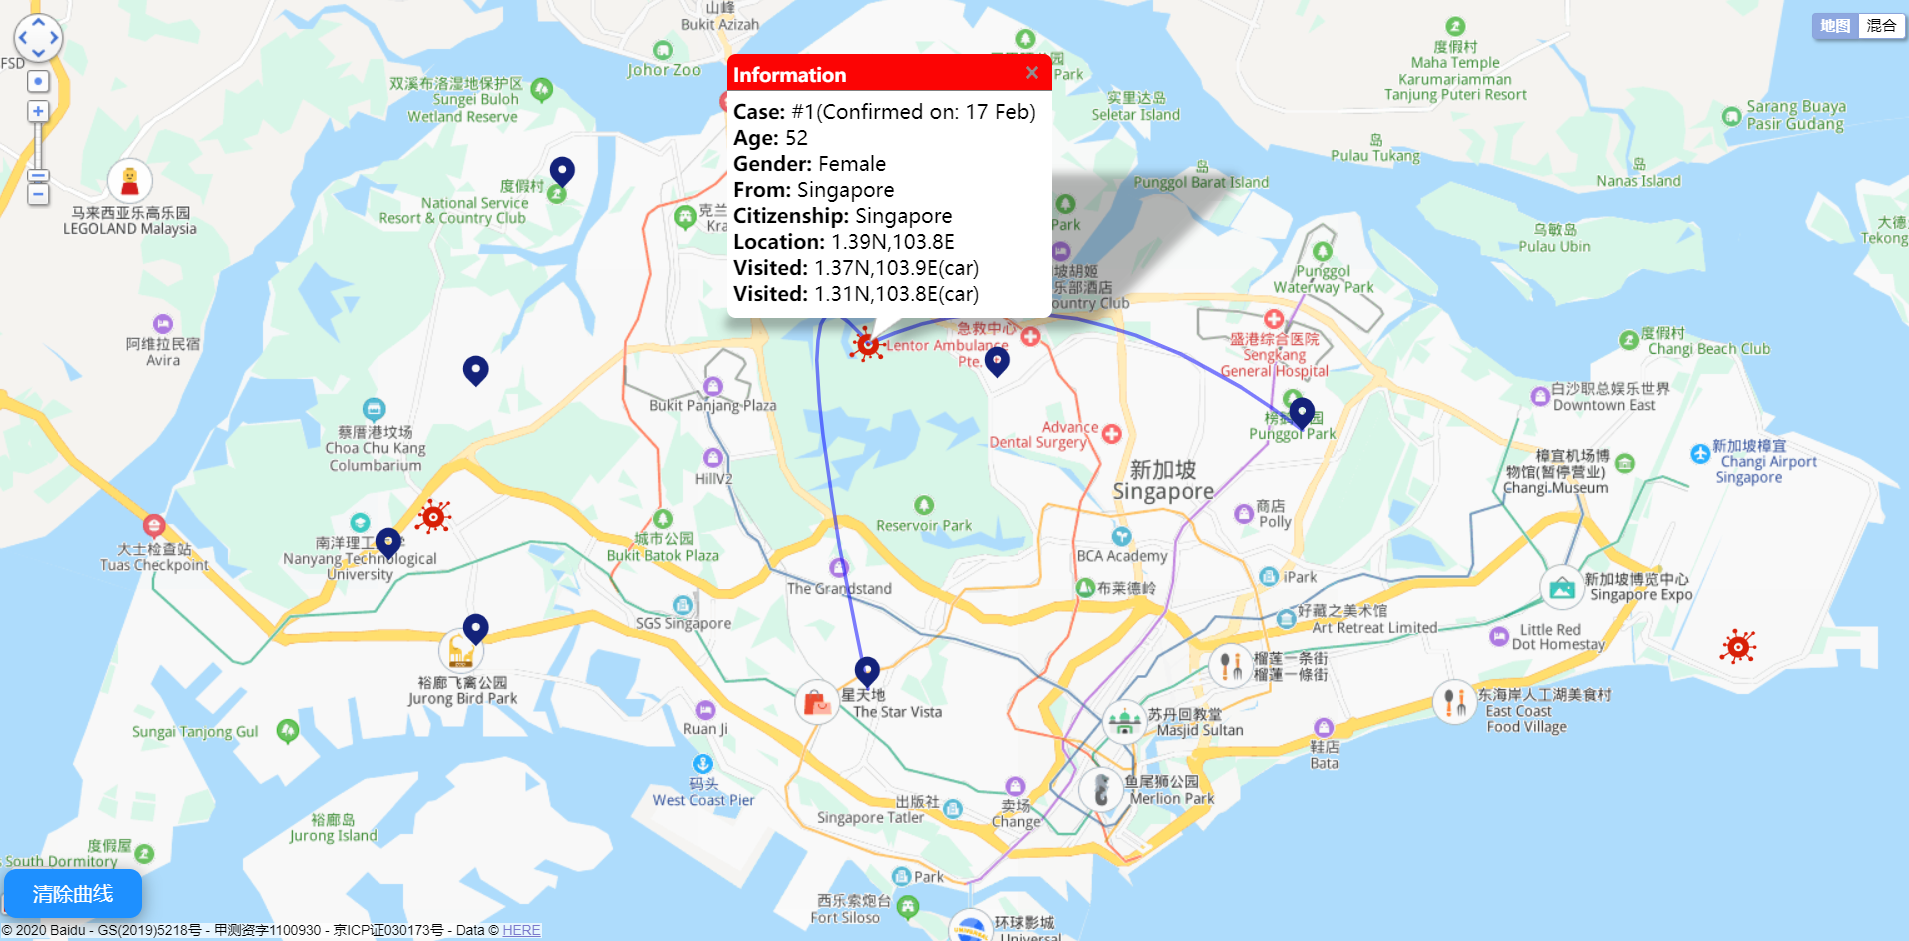 山峰
Bukit Azizah
地图
混合
FSD
Johor Zoo
Park
度假村
Maha Temple
Karumariamman
Tanjung Puteri Resort
双溪布洛湿地保护区
Sungei Buloh
Wetland Reserve
Information
×
Case: #1(Confirmed on: 17 Feb)
Age: 52
Gender: Female
From: Singapore
Citizenship: Singapore
Location: 1.39N,103.8E
Visited: 1.37N,103.9E(car)
Visited: 1.31N,103.8E(car)
实里达岛
Seletar Island
Sarang Buaya
Pasir Gudang
岛
Pulau Tukang
岛
Punggol Barat Island
岛
Nanas Island
马来西亚乐高乐园
LEGOLAND Malaysia
度假村
National Service
Resort & Country Club
克兰
Kra
Park
坡胡姬
乐部酒店
ountry Club
乌敏岛
Pulau Ubin
大德
Tekong
Punggol
Waterway Park
阿维拉民宿
Avira
急救中心
Lentor Ambulance
Pte.
盛港综合医院
Sengkang
General Hospital
度假村
Changi Beach Club
Bukit Panjang Plaza
白沙职总娱乐世界
Downtown East
蔡厝港坟场
Choa Chu Kang
Columbarium
Advance
Dental Surgery
榜
园
Punggol Park
新加坡
Singapore
HillV2
樟宜机场博
物馆(暂停营业)
Changi Museum
新加坡樟宜
Changi Airport
Singapore
商店
Polly
Reservoir Park
城市公园
Bukit Batok Plaza
大士检查站
Tuas Checkpoint
南洋理工
学
Nanyang Technological
University
BCA Academy
布莱德岭
iPark
The Grandstand
新加坡博览中心
Singapore Expo
SGS Singapore
好藏之美术馆
Art Retreat Limited
Little Red
Dot Homestay
榴莲一条街
榴蓮一條街
裕廊飞禽公园
Jurong Bird Park
星天地
The Star Vista
东海岸人工湖美食村
East Coast
Food Village
苏丹回教堂
Masjid Sultan
Sungai Tanjong Gul
Ruan Ji
鞋店
Bata
码头
West Coast Pier
鱼尾狮公园
Merlion Park
出版社
Singapore Tatler
卖场
Change
裕廊岛
Jurong Island
度假屋
s South Dormitory
清除曲线
Park
西乐索炮台
Fort Siloso
环球影城
Universal
© 2020 Baidu - GS(2019)5218号 - 甲测资字1100930 - 京ICP证030173号 - Data © HERE